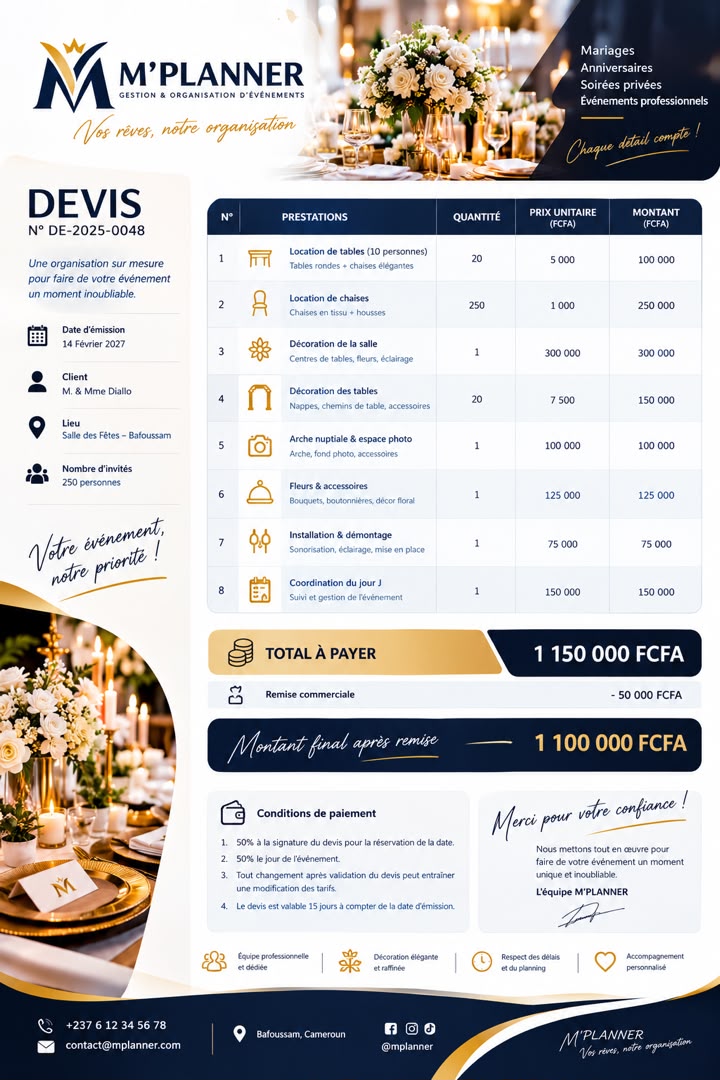 M'PLANNER
GESTION & ORGANISATION D'ÉVÉNEMENTS
Vos rêves, notre organisation
Mariages
Anniversaires
Soirées privées
Événements professionnels
Chaque détail compte !
DEVIS
N° DE-2025-0048
Une organisation sur mesure
pour faire de votre événement
un moment inoubliable.
Date d'émission
14 Février 2027
Client
M. & Mme Diallo
Lieu
Salle des Fêtes – Bafoussam
Nombre d'invités
250 personnes
Votre événement,
notre priorité !
N° PRESTATIONS QUANTITÉ PRIX UNITAIRE (FCFA) MONTANT (FCFA)
1 Location de tables (10 personnes) 20 5 000 100 000
Tables rondes + chaises élégantes
2 Location de chaises 250 1 000 250 000
Chaises en tissu + housses
3 Décoration de la salle 1 300 000 300 000
Centres de tables, fleurs, éclairage
4 Décoration des tables 20 7 500 150 000
Nappes, chemins de table, accessoires
5 Arche nuptiale & espace photo 1 100 000 100 000
Arche, fond photo, accessoires
6 Fleurs & accessoires 1 125 000 125 000
Bouquets, boutonnières, décor floral
7 Installation & démontage 1 75 000 75 000
Sonorisation, éclairage, mise en place
8 Coordination du jour J 1 150 000 150 000
Suivi et gestion de l'événement
TOTAL À PAYER 1 150 000 FCFA
Remise commerciale - 50 000 FCFA
Montant final après remise 1 100 000 FCFA
Conditions de paiement
1. 50% à la signature du devis pour la réservation de la date.
2. 50% le jour de l'événement.
3. Tout changement après validation du devis peut entraîner
une modification des tarifs.
4. Le devis est valable 15 jours à compter de la date d'émission.
Merci pour votre confiance !
Nous mettons tout en œuvre pour
faire de votre événement un moment
unique et inoubliable.
L'équipe M'PLANNER
Équipe professionnelle
et dédiée
Décoration élégante
et raffinée
Respect des délais
et du planning
Accompagnement
personnalisé
+237 6 12 34 56 78
contact@mplanner.com
Bafoussam, Cameroun
@mplanner
M'PLANNER
Vos rêves, notre organisation